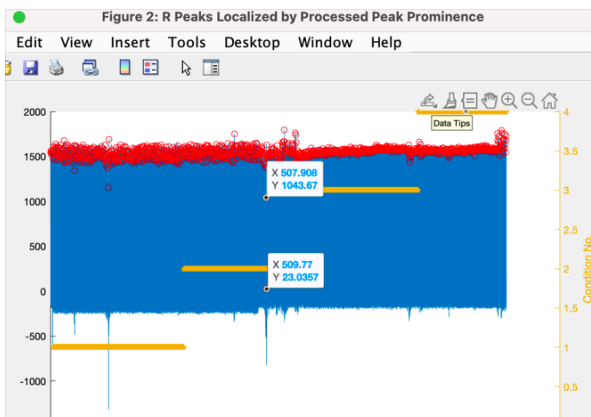 Figure 2: R Peaks Localized by Processed Peak Prominence
Edit View Insert Tools Desktop Window Help
Data Tips
2000
1500
1000
500
0
-500
-1000
X 507.908
Y 1043.67
X 509.77
Y 23.0357
4
3.5
3
2.5
2
1.5
1
0.5
Condition No.